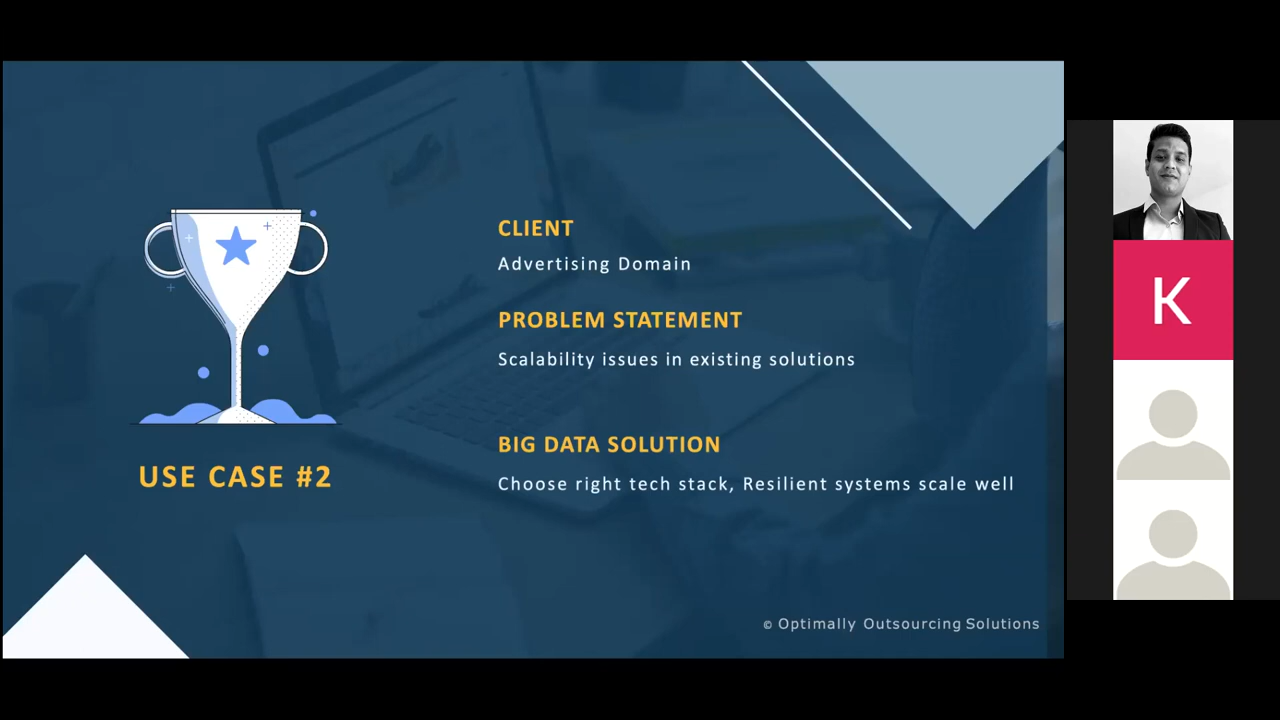 CLIENT
Advertising Domain
PROBLEM STATEMENT
Scalability issues in existing solutions
BIG DATA SOLUTION
Choose right tech stack, Resilient systems scale well
USE CASE #2
© Optimally Outsourcing Solutions
K